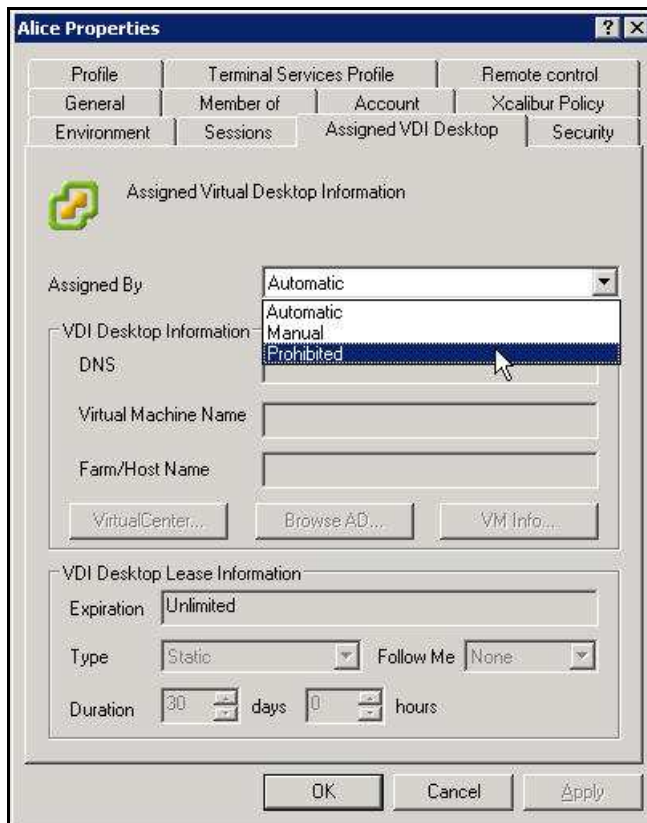 Alice Properties
Profile Terminal Services Profile Remote control
General Member of Account Xcalibur Policy
Environment Sessions Assigned VDI Desktop Security
Assigned Virtual Desktop Information
Assigned By Automatic
Automatic
Manual
Prohibited
VDI Desktop Information
DNS
Virtual Machine Name
Farm/Host Name
VirtualCenter... Browse AD... VM Info...
VDI Desktop Lease Information
Expiration Unlimited
Type Static Follow Me None
Duration 30 days 0 hours
OK Cancel Apply